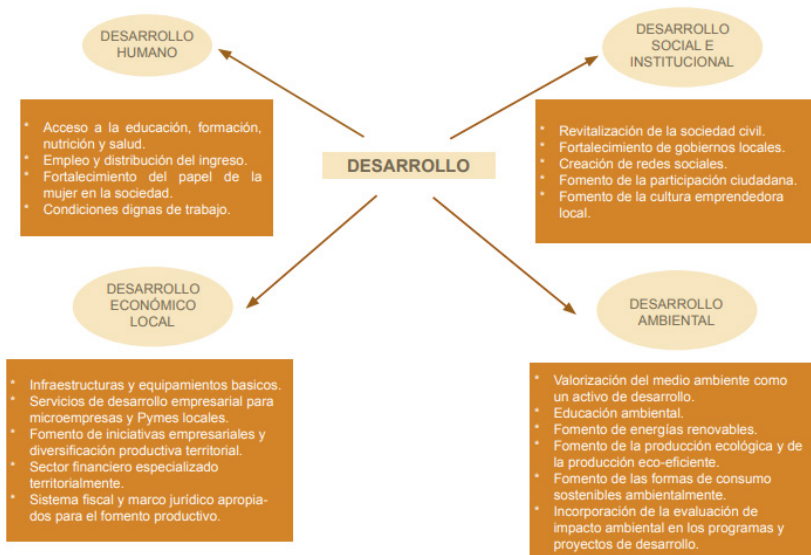 DESARROLLO
HUMANO
* Acceso a la educación, formación,
nutrición y salud.
* Empleo y distribución del ingreso.
* Fortalecimiento del papel de la
mujer en la sociedad.
* Condiciones dignas de trabajo.
DESARROLLO
SOCIAL E
INSTITUCIONAL
* Revitalización de la sociedad civil.
* Fortalecimiento de gobiernos locales.
* Creación de redes sociales.
* Fomento de la participación ciudadana.
* Fomento de la cultura emprendedora
local.
DESARROLLO
DESARROLLO
ECONÓMICO
LOCAL
* Infraestructuras y equipamientos basicos.
* Servicios de desarrollo empresarial para
microempresas y Pymes locales.
* Fomento de iniciativas empresariales y
diversificación productiva territorial.
* Sector financiero especializado
territorialmente.
* Sistema fiscal y marco jurídico apropia-
dos para el fomento productivo.
DESARROLLO
AMBIENTAL
* Valorización del medio ambiente como
un activo de desarrollo.
* Educación ambiental.
* Fomento de energías renovables.
* Fomento de la producción ecológica y de
la producción eco-eficiente.
* Fomento de las formas de consumo
sostenibles ambientalmente.
* Incorporación de la evaluación de
impacto ambiental en los programas y
proyectos de desarrollo.